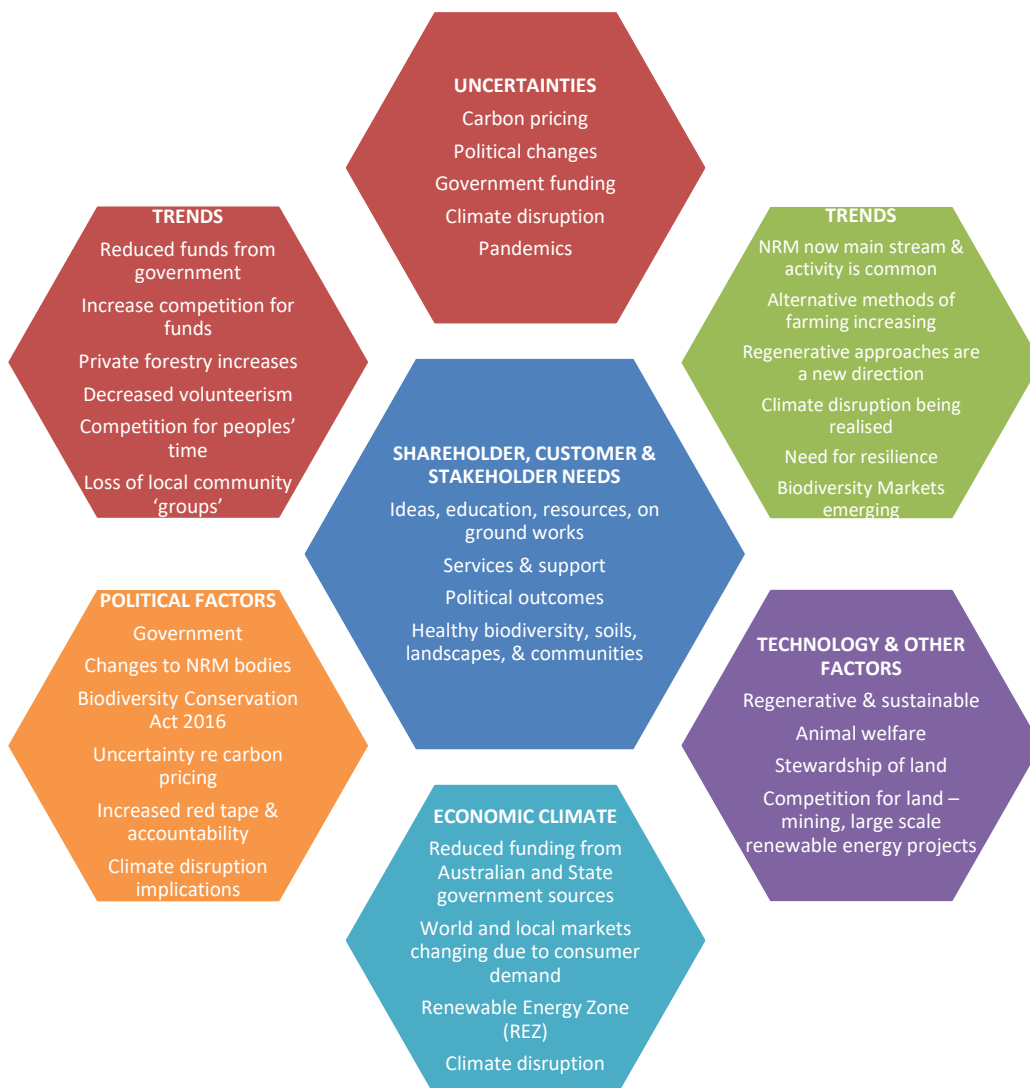 UNCERTAINTIES
Carbon pricing
Political changes
Government funding
Climate disruption
Pandemics
TRENDS
Reduced funds from
government
Increase competition for
funds
Private forestry increases
Decreased volunteerism
Competition for peoples’
time
Loss of local community
‘groups’
TRENDS
NRM now main stream &
activity is common
Alternative methods of
farming increasing
Regenerative approaches are
a new direction
Climate disruption being
realised
Need for resilience
Biodiversity Markets
emerging
SHAREHOLDER, CUSTOMER &
STAKEHOLDER NEEDS
Ideas, education, resources, on
ground works
Services & support
Political outcomes
Healthy biodiversity, soils,
landscapes, & communities
POLITICAL FACTORS
Government
Changes to NRM bodies
Biodiversity Conservation
Act 2016
Uncertainty re carbon
pricing
Increased red tape &
accountability
Climate disruption
implications
TECHNOLOGY & OTHER
FACTORS
Regenerative & sustainable
Animal welfare
Stewardship of land
Competition for land –
mining, large scale
renewable energy projects
ECONOMIC CLIMATE
Reduced funding from
Australian and State
government sources
World and local markets
changing due to consumer
demand
Renewable Energy Zone
(REZ)
Climate disruption